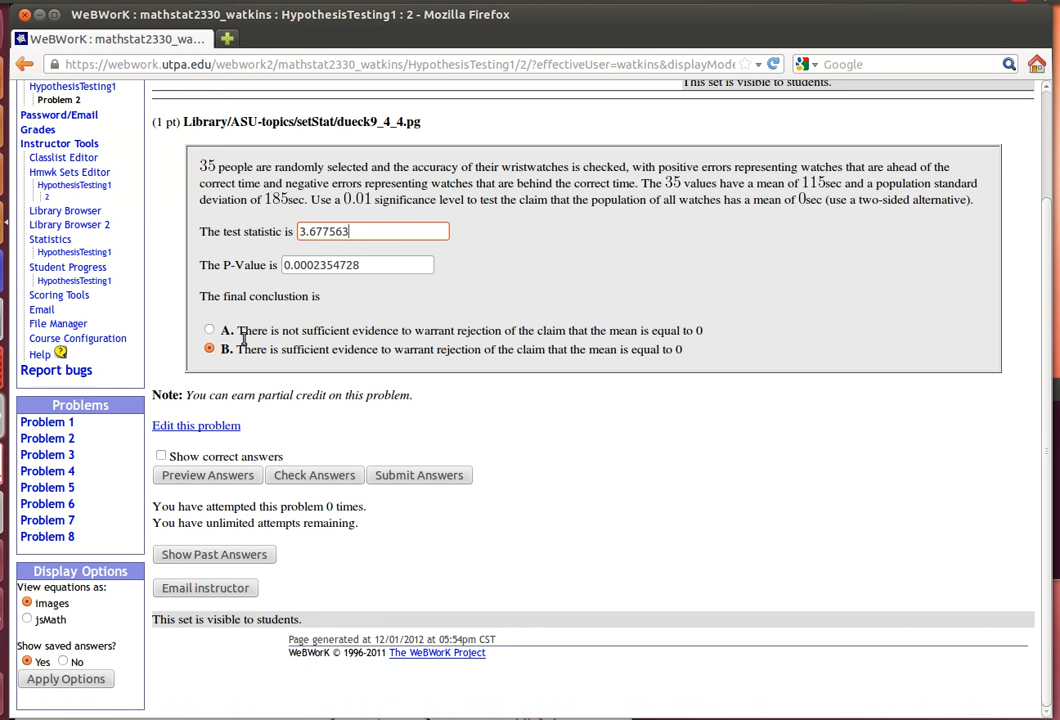 WeBWorK : mathstat2330_watkins : HypothesisTesting1 : 2 - Mozilla Firefox
WeBWorK : mathstat2330_wa...
https://webwork.utpa.edu/webwork2/mathstat2330_watkins/HypothesisTesting1/2/?effectiveUser=watkins&displayMode
Google
HypothesisTesting1
Problem 2
Password/Email
Grades
Instructor Tools
Classlist Editor
Hmwk Sets Editor
HypothesisTesting1
2
Library Browser
Library Browser 2
Statistics
HypothesisTesting1
Student Progress
HypothesisTesting1
Scoring Tools
Email
File Manager
Course Configuration
Help ?
Report bugs
Problems
Problem 1
Problem 2
Problem 3
Problem 4
Problem 5
Problem 6
Problem 7
Problem 8
Display Options
View equations as:
images
jsMath
Show saved answers?
Yes No
Apply Options
This set is visible to students.
(1 pt) Library/ASU-topics/setStat/dueck9_4_4.pg
35 people are randomly selected and the accuracy of their wristwatches is checked, with positive errors representing watches that are ahead of the
correct time and negative errors representing watches that are behind the correct time. The 35 values have a mean of 115sec and a population standard
deviation of 185sec. Use a 0.01 significance level to test the claim that the population of all watches has a mean of 0sec (use a two-sided alternative).
The test statistic is 3.677563
The P-Value is 0.0002354728
The final conclustion is
A. There is not sufficient evidence to warrant rejection of the claim that the mean is equal to 0
B. There is sufficient evidence to warrant rejection of the claim that the mean is equal to 0
Note: You can earn partial credit on this problem.
Edit this problem
Show correct answers
Preview Answers Check Answers Submit Answers
You have attempted this problem 0 times.
You have unlimited attempts remaining.
Show Past Answers
Email instructor
This set is visible to students.
Page generated at 12/01/2012 at 05:54pm CST
WeBWorK © 1996-2011 The WeBWorK Project